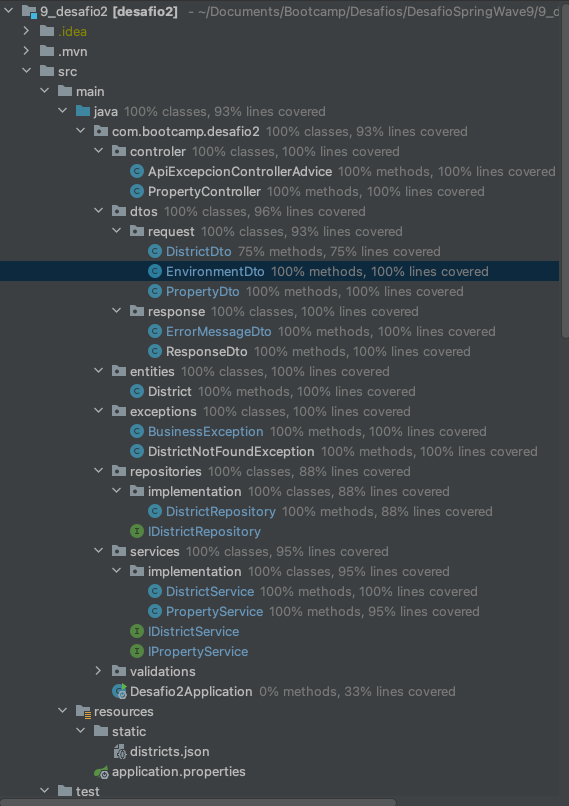 9_desafio2 [desafio2] - ~/Documents/Bootcamp/Desafios/DesafioSpringWave9/9_d
.idea
.mvn
src
main
java 100% classes, 93% lines covered
com.bootcamp.desafio2 100% classes, 93% lines covered
controler 100% classes, 100% lines covered
ApiExcepcionControllerAdvice 100% methods, 100% lines covered
PropertyController 100% methods, 100% lines covered
dtos 100% classes, 96% lines covered
request 100% classes, 93% lines covered
DistrictDto 75% methods, 75% lines covered
EnvironmentDto 100% methods, 100% lines covered
PropertyDto 100% methods, 100% lines covered
response 100% classes, 100% lines covered
ErrorMessageDto 100% methods, 100% lines covered
ResponseDto 100% methods, 100% lines covered
entities 100% classes, 100% lines covered
District 100% methods, 100% lines covered
exceptions 100% classes, 100% lines covered
BusinessException 100% methods, 100% lines covered
DistrictNotFoundException 100% methods, 100% lines covered
repositories 100% classes, 88% lines covered
implementation 100% classes, 88% lines covered
DistrictRepository 100% methods, 88% lines covered
IDistrictRepository
services 100% classes, 95% lines covered
implementation 100% classes, 95% lines covered
DistrictService 100% methods, 100% lines covered
PropertyService 100% methods, 95% lines covered
IDistrictService
IPropertyService
validations
Desafio2Application 0% methods, 33% lines covered
resources
static
districts.json
application.properties
test